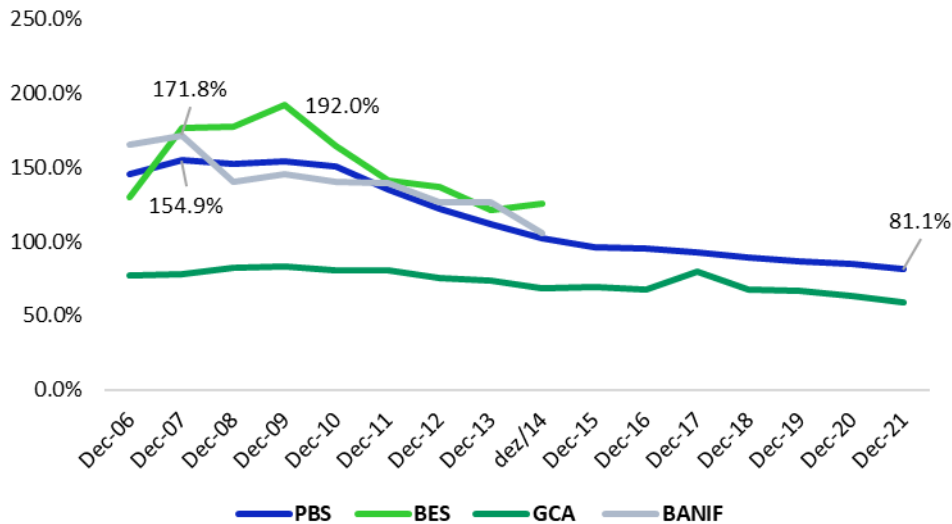 250.0%
200.0%
150.0%
100.0%
50.0%
0.0%
171.8%
192.0%
154.9%
81.1%
Dec-06
Dec-07
Dec-08
Dec-09
Dec-10
Dec-11
Dec-12
Dec-13
dez/14
Dec-15
Dec-16
Dec-17
Dec-18
Dec-19
Dec-20
Dec-21
PBS BES GCA BANIF